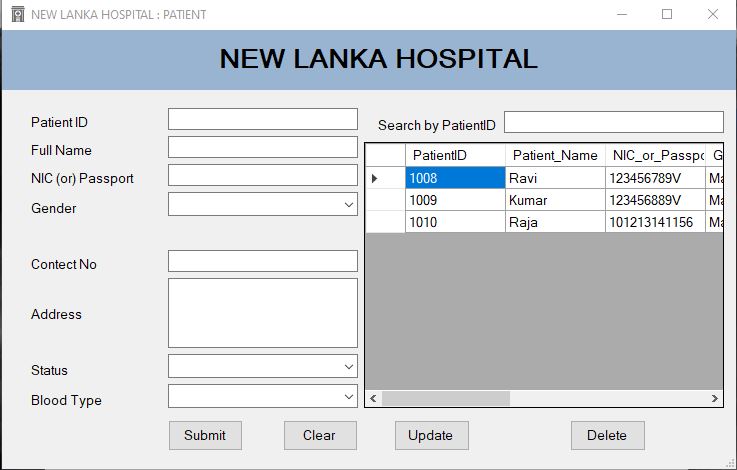 NEW LANKA HOSPITAL : PATIENT
NEW LANKA HOSPITAL
Patient ID
Full Name
NIC (or) Passport
Gender
Contect No
Address
Status
Blood Type
Search by PatientID
PatientID Patient_Name NIC_or_Passpo G
1008 Ravi 123456789V Ma
1009 Kumar 123456889V Ma
1010 Raja 101213141156 Ma
Submit Clear Update Delete